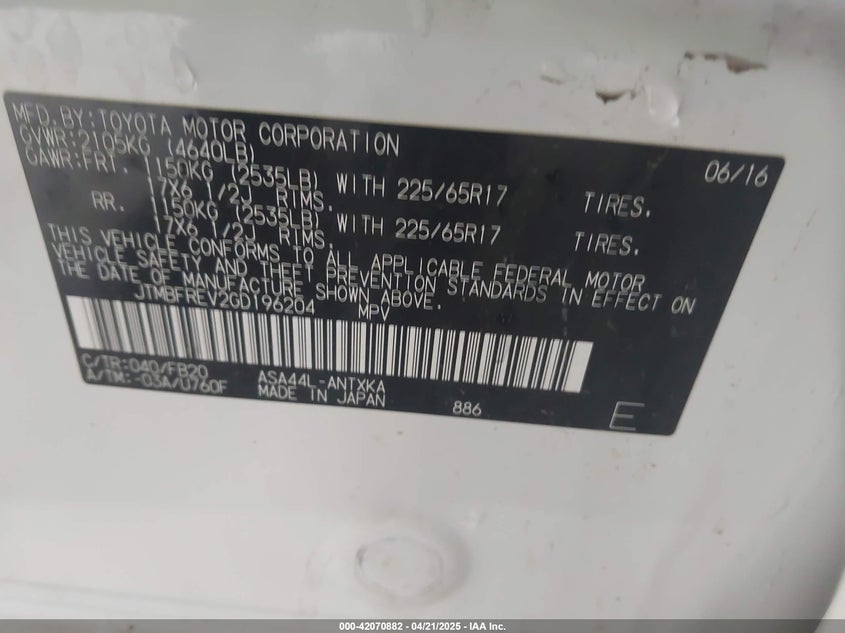 MFD. BY: TOYOTA MOTOR CORPORATION 06/16
GVWR: 2105KG (4640LB)
GAWR: FRT. 1150KG (2535LB) WITH 225/65R17 TIRES.
17X6 1/2J RIMS.
RR. 1150KG (2535LB) WITH 225/65R17 TIRES.
17X6 1/2J RIMS.
THIS VEHICLE CONFORMS TO ALL APPLICABLE FEDERAL MOTOR
VEHICLE SAFETY AND THEFT PREVENTION STANDARDS IN EFFECT ON
THE DATE OF MANUFACTURE SHOWN ABOVE.
JTMBFREV2GD196204 MPV
C/TR: 040/FB20 ASA44L-ANTXKA
A/TM: -03A/U760F MADE IN JAPAN 886 E
000-42070882 - 04/21/2025 - IAA Inc.